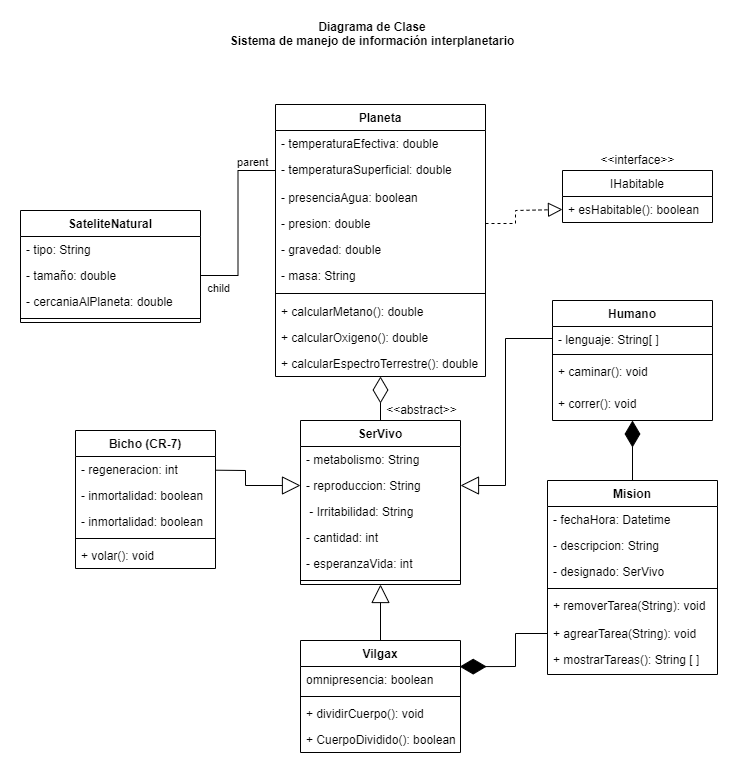 Diagrama de Clase
Sistema de manejo de información interplanetario
Planeta
- temperaturaEfectiva: double
- temperaturaSuperficial: double
- presenciaAgua: boolean
- presion: double
- gravedad: double
- masa: String
+ calcularMetano(): double
+ calcularOxigeno(): double
+ calcularEspectroTerrestre(): double
parent
child
SateliteNatural
- tipo: String
- tamaño: double
- cercaniaAlPlaneta: double
<<interface>>
IHabitable
+ esHabitable(): boolean
Humano
- lenguaje: String[ ]
+ caminar(): void
+ correr(): void
<<abstract>>
SerVivo
- metabolismo: String
- reproduccion: String
- Irritabilidad: String
- cantidad: int
- esperanzaVida: int
Bicho (CR-7)
- regeneracion: int
- inmortalidad: boolean
- inmortalidad: boolean
+ volar(): void
Mision
- fechaHora: Datetime
- descripcion: String
- designado: SerVivo
+ removerTarea(String): void
+ agrearTarea(String): void
+ mostrarTareas(): String [ ]
Vilgax
omnipresencia: boolean
+ dividirCuerpo(): void
+ CuerpoDividido(): boolean